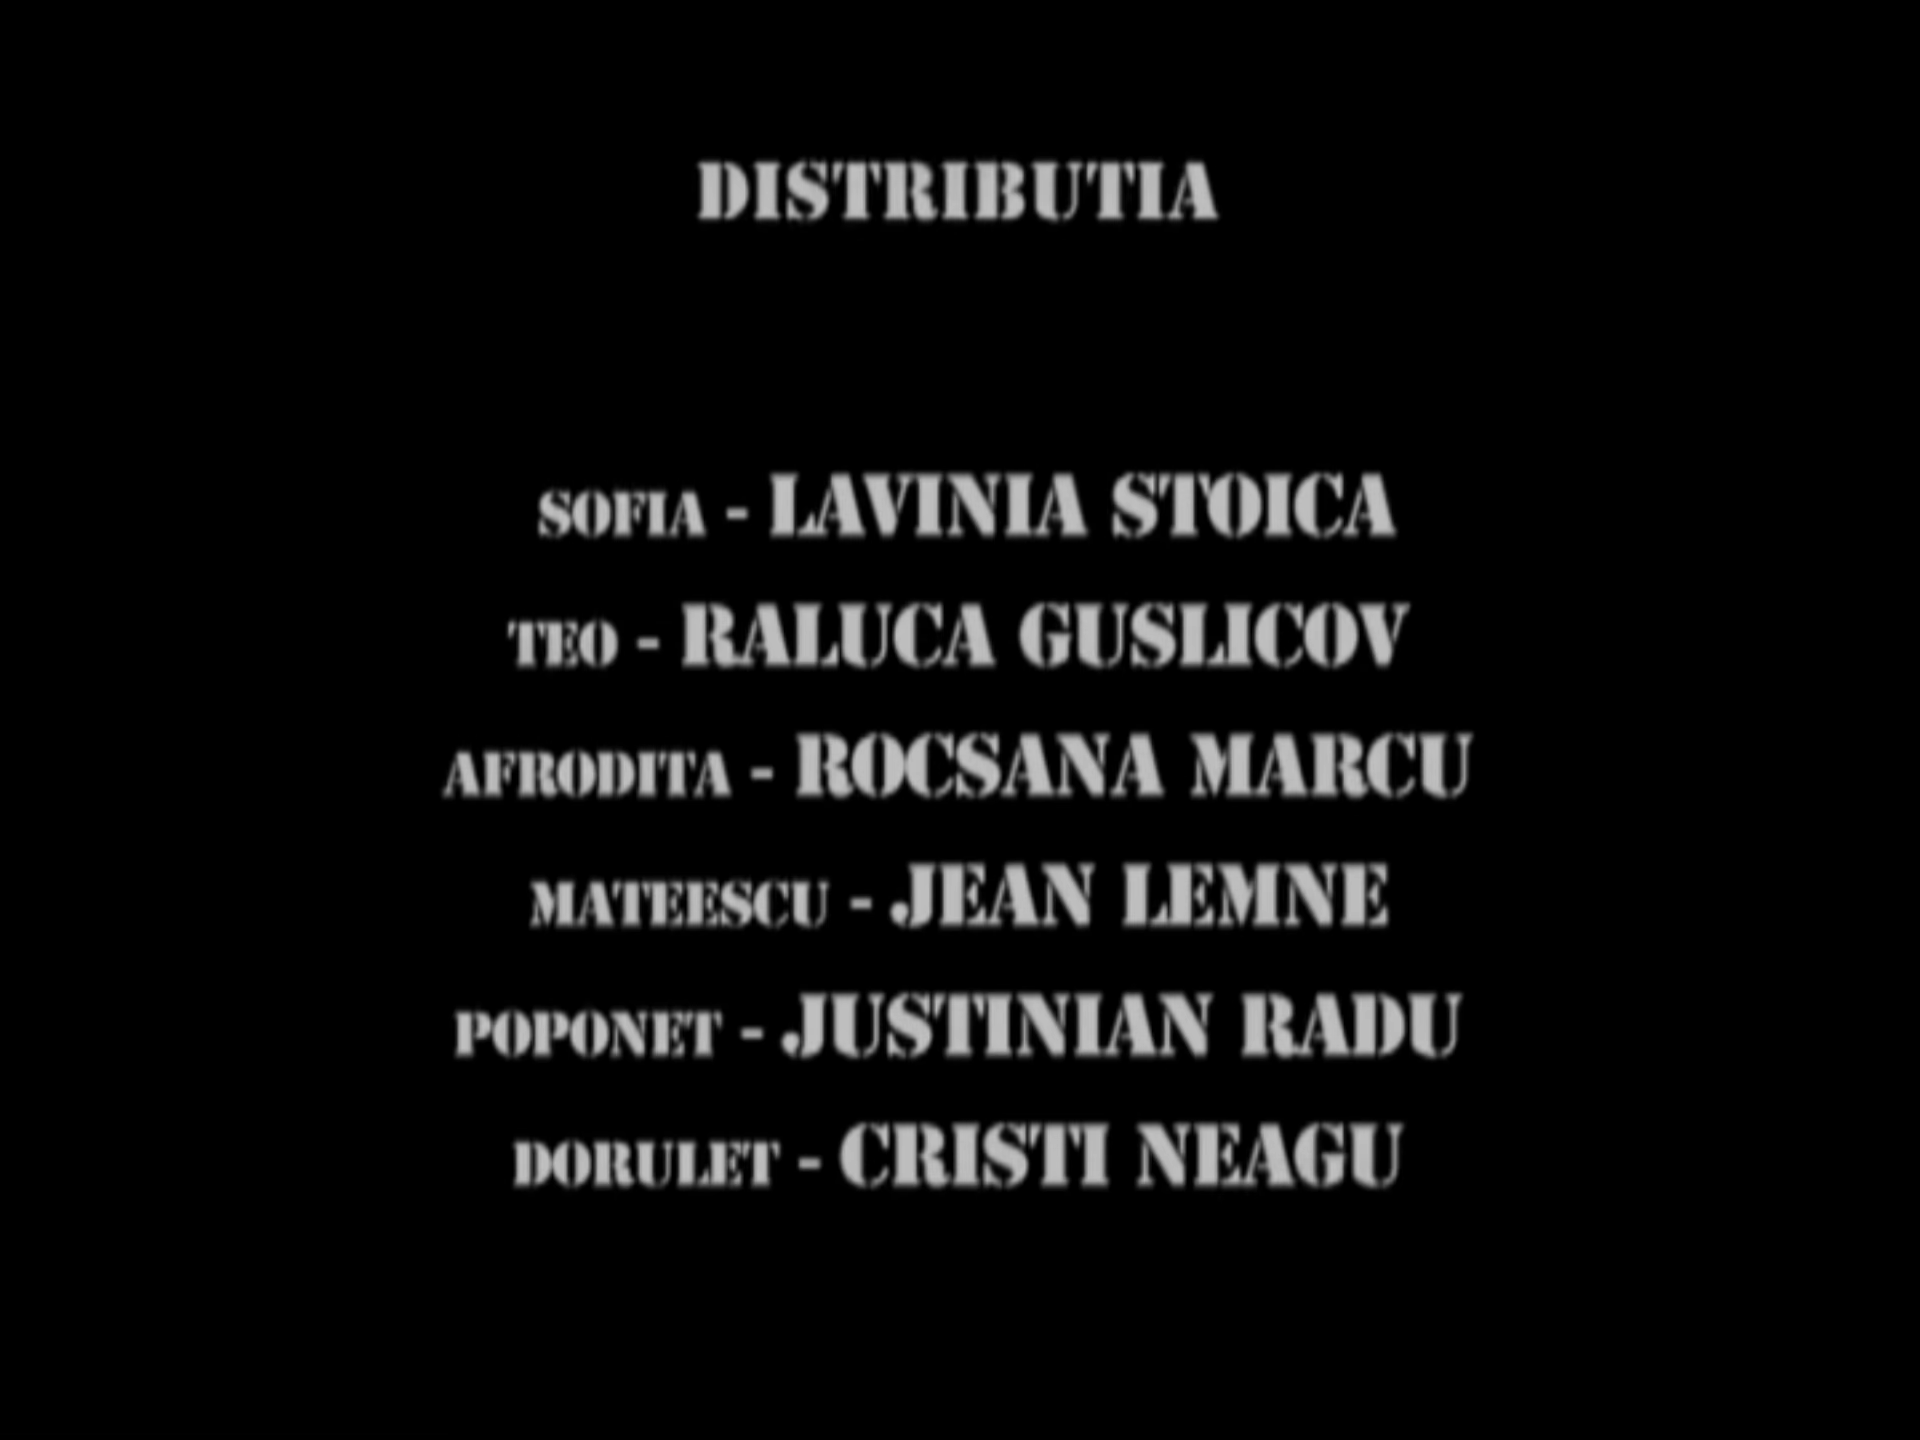 DISTRIBUTIA
SOFIA - LAVINIA STOICA
TEO - RALUCA GUSLICOV
AFRODITA - ROCSANA MARCU
MATEESCU - JEAN LEMNE
POPONET - JUSTINIAN RADU
DORULET - CRISTI NEAGU